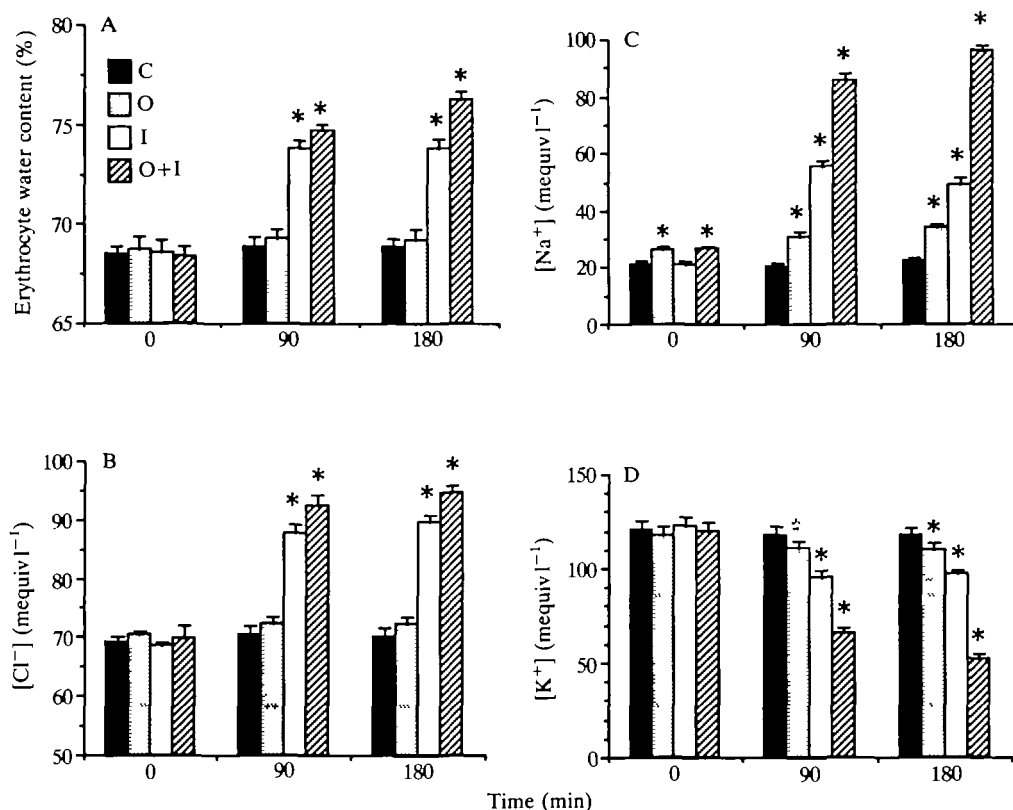 A
Erythrocyte water content (%)
80
75
70
65
C
O
I
O+I
* *
* *
0 90 180
C
[Na⁺] (mequiv l⁻¹)
100
80
60
40
20
0
* *
* * *
* * *
0 90 180
B
[Cl⁻] (mequiv l⁻¹)
100
90
80
70
60
50
* *
* *
0 90 180
D
[K⁺] (mequiv l⁻¹)
150
100
50
0
* * *
* * *
0 90 180
Time (min)